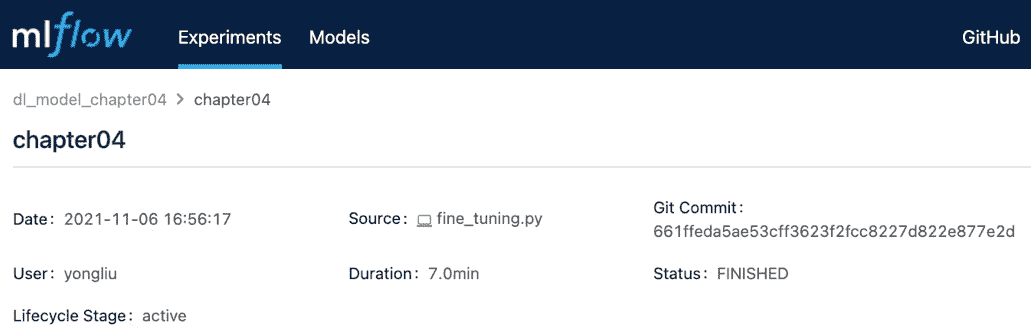 mlflow Experiments Models GitHub
dl_model_chapter04 > chapter04
chapter04
Date: 2021-11-06 16:56:17
Source: fine_tuning.py
Git Commit:
661ffeda5ae53cff3623f2fcc8227d822e877e2d
User: yongliu
Duration: 7.0min
Status: FINISHED
Lifecycle Stage: active